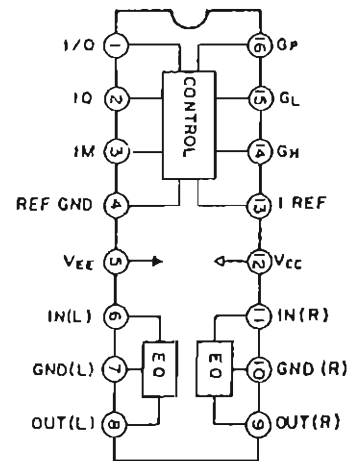 I/O 1 16 GP
IQ 2 15 GL
IM 3 14 GH
CONTROL
REF GND 4 13 I REF
VEE 5 12 VCC
IN(L) 6 11 IN(R)
EQ EQ
GND(L) 7 10 GND (R)
OUT(L) 8 9 OUT(R)